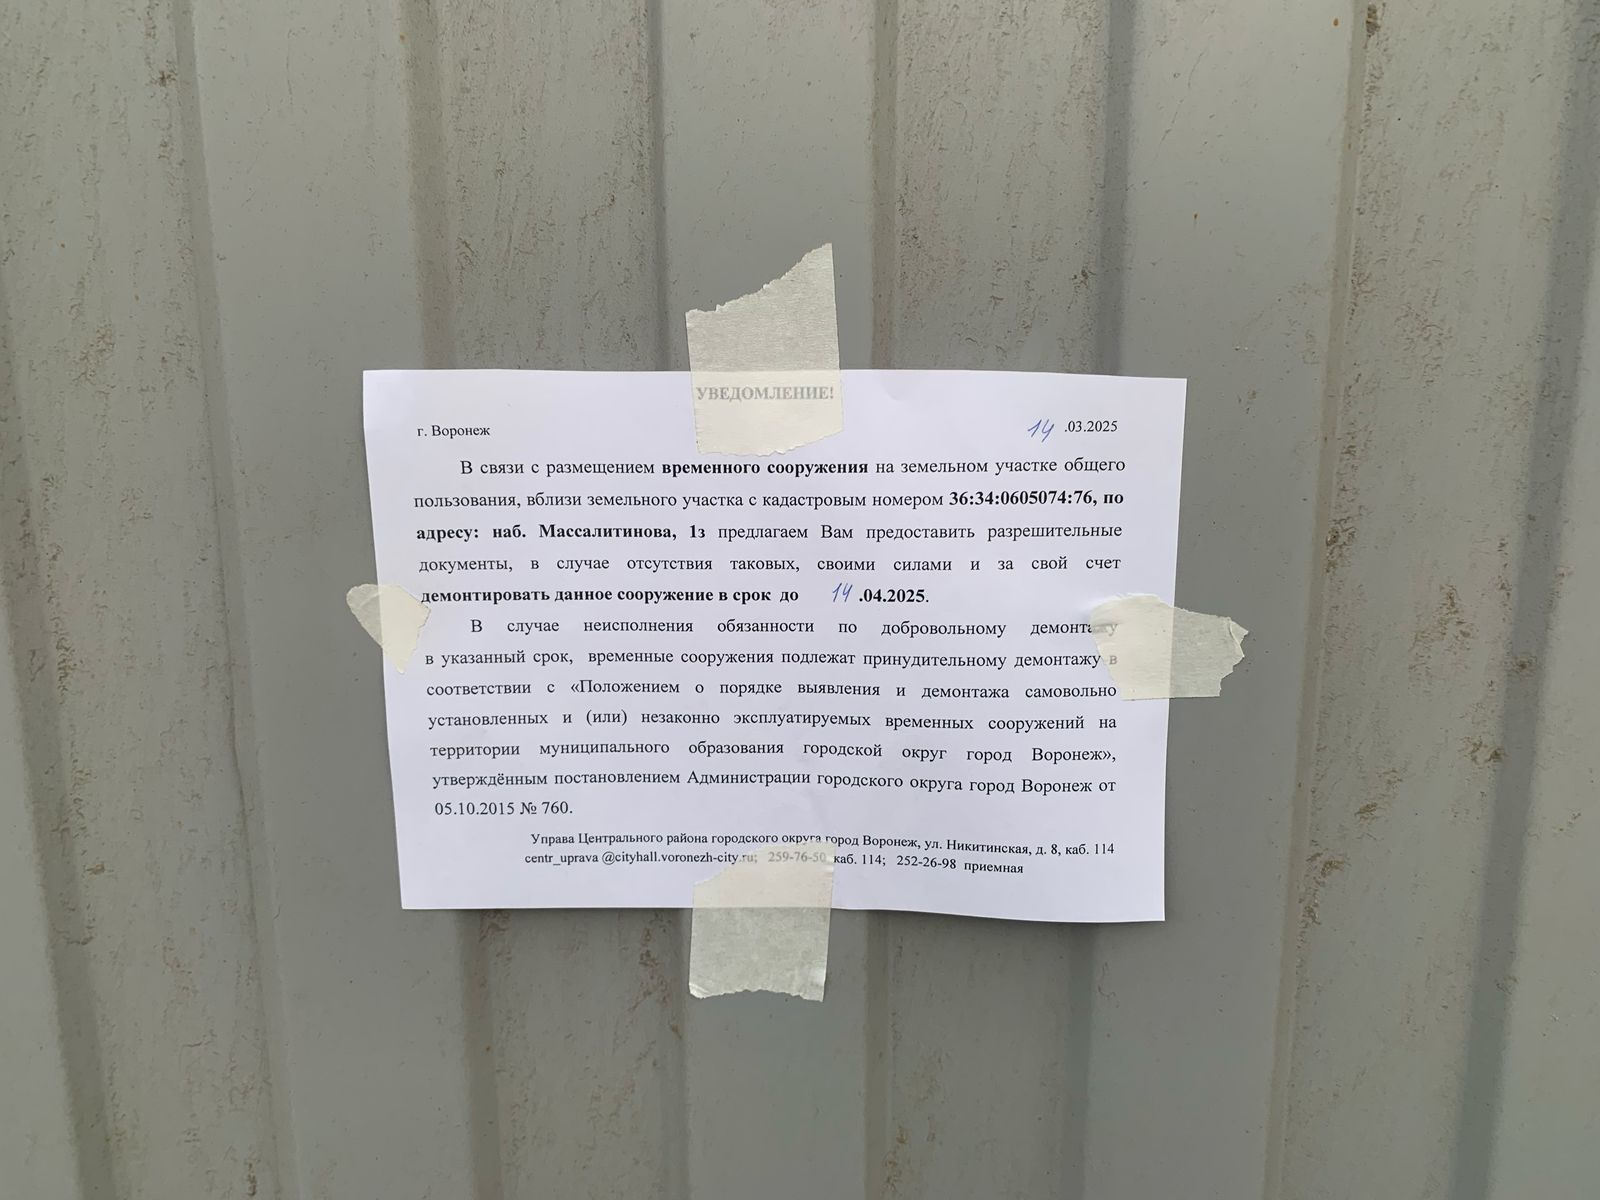 УВЕДОМЛЕНИЕ!
г. Воронеж 14 .03.2025
В связи с размещением временного сооружения на земельном участке общего
пользования, вблизи земельного участка с кадастровым номером 36:34:0605074:76, по
адресу: наб. Массалитинова, 1з предлагаем Вам предоставить разрешительные
документы, в случае отсутствия таковых, своими силами и за свой счет
демонтировать данное сооружение в срок до 14 .04.2025.
В случае неисполнения обязанности по добровольному демонтажу
в указанный срок, временные сооружения подлежат принудительному демонтажу в
соответствии с «Положением о порядке выявления и демонтажа самовольно
установленных и (или) незаконно эксплуатируемых временных сооружений на
территории муниципального образования городской округ город Воронеж»,
утверждённым постановлением Администрации городского округа город Воронеж от
05.10.2015 № 760.
Управа Центрального района городского округа город Воронеж, ул. Никитинская, д. 8, каб. 114
centr_uprava @cityhall.voronezh-city.ru; 259-76-50 каб. 114; 252-26-98 приемная